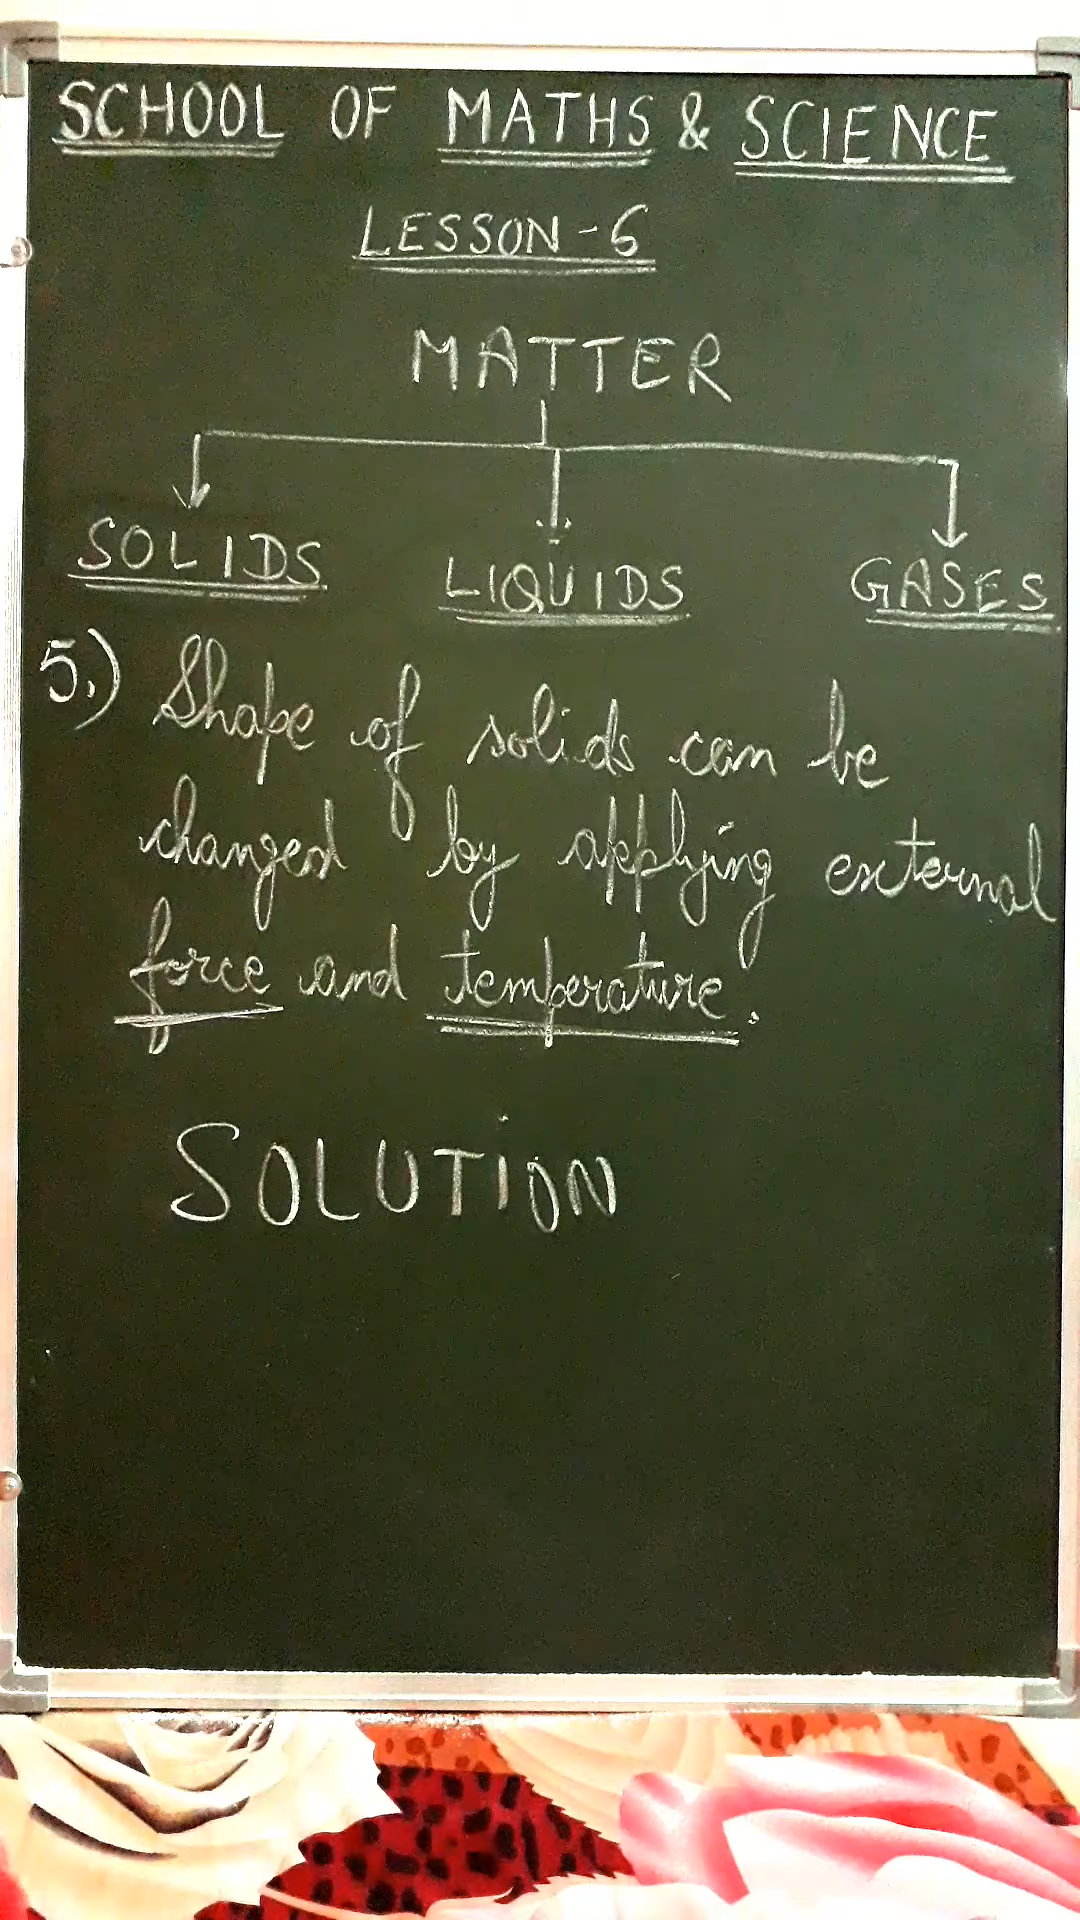 SCHOOL OF MATHS & SCIENCE
LESSON - 6
MATTER
SOLIDS LIQUIDS GASES
5.) Shape of solids can be
changed by applying external
force and temperature.
SOLUTiON